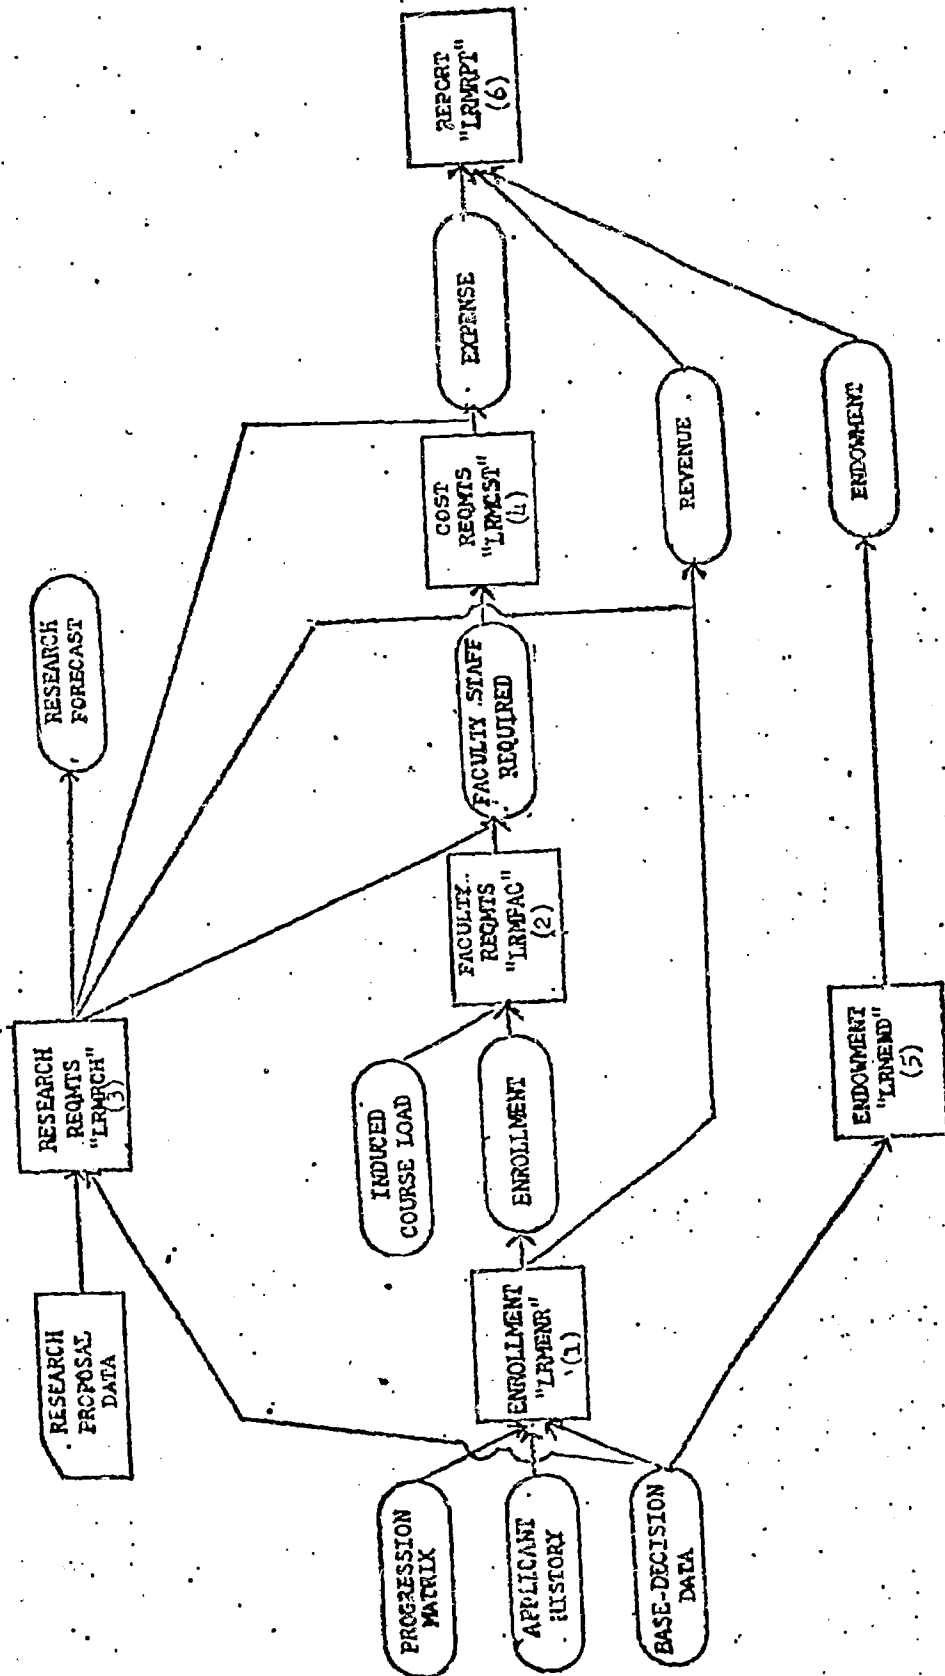 RESEARCH
PROPOSAL
DATA
RESEARCH
REQMTS
"LRMRCH"
(3)
RESEARCH
FORECAST
PROGRESSION
MATRIX
APPLICANT
HISTORY
BASE-DECISION
DATA
ENROLLMENT
"LRMENR"
(1)
INDUCED
COURSE LOAD
ENROLLMENT
FACULTY
REQMTS
"LRMFAC"
(2)
FACULTY STAFF
REQUIRED
COST
REQMTS
"LRMCST"
(4)
EXPENSE
REPORT
"LRMRPT"
(6)
REVENUE
ENDOWMENT
"LRMEND"
(5)
ENDOWMENT